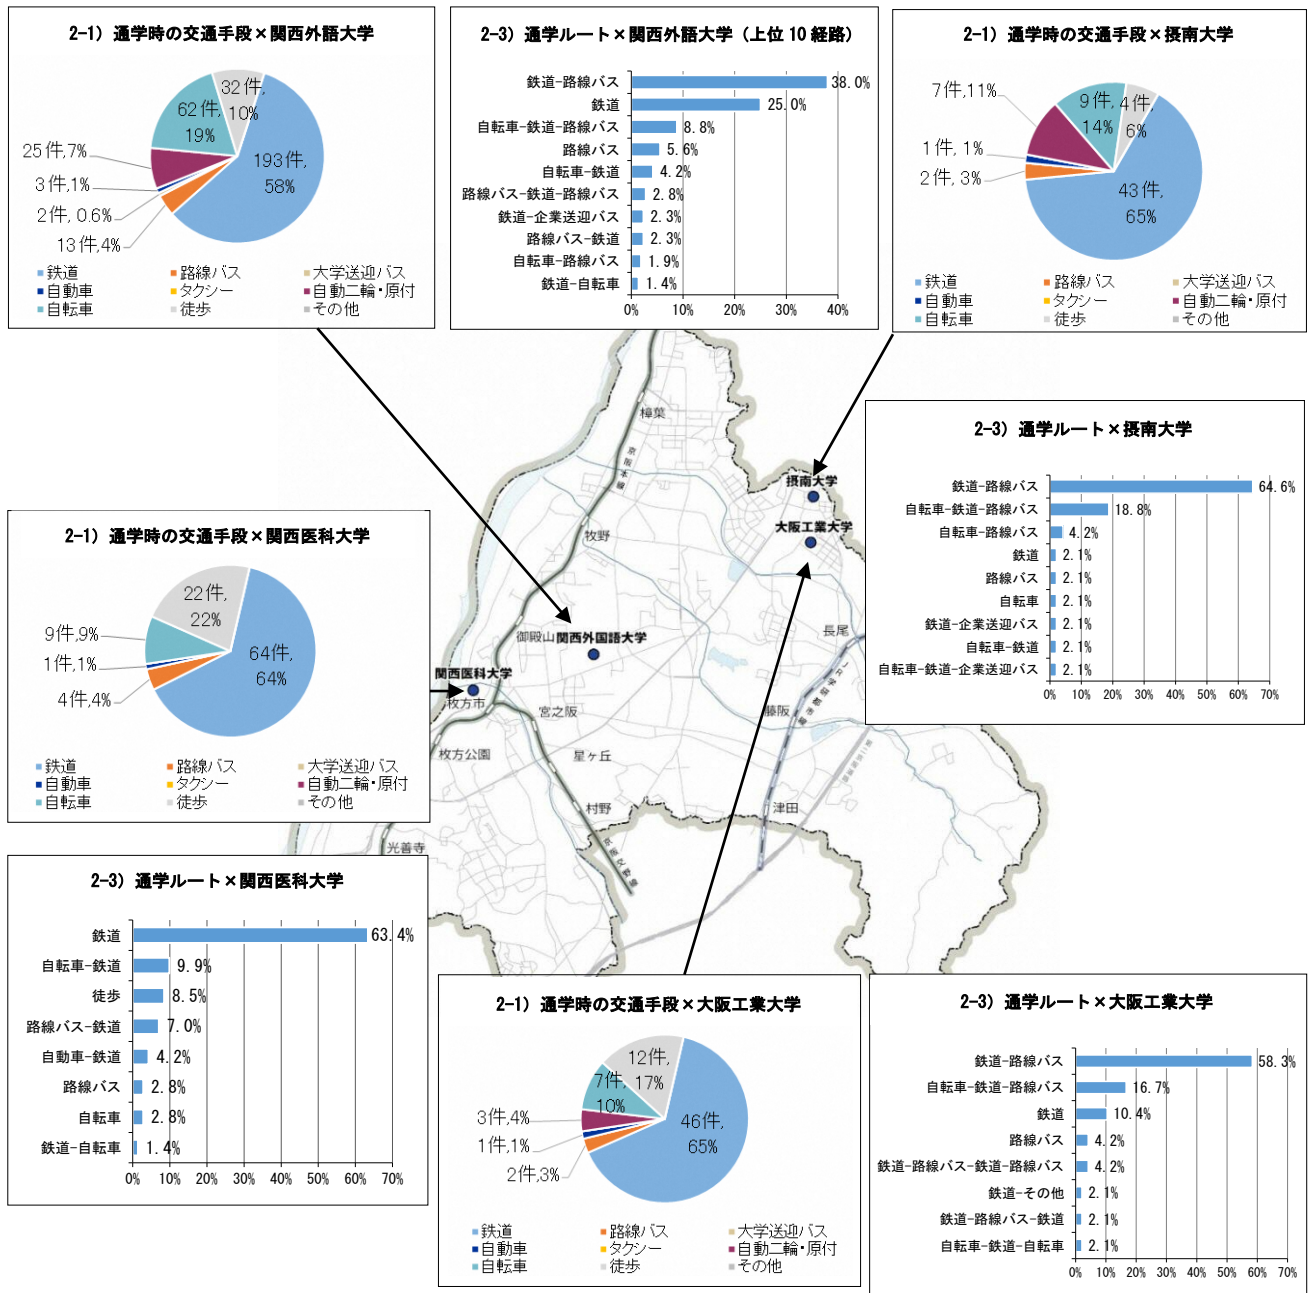 2-1）通学時の交通手段×関西外語大学
32件,
10%
62件,
19%
193件,
58%
25件,7%
3件,1%
2件, 0.6%
13件,4%
鉄道
路線バス
大学送迎バス
自動車
タクシー
自動二輪・原付
自転車
徒歩
その他
2-3）通学ルート×関西外語大学（上位10経路）
鉄道-路線バス
38.0%
鉄道
25.0%
自転車-鉄道-路線バス
8.8%
路線バス
5.6%
自転車-鉄道
4.2%
路線バス-鉄道-路線バス
2.8%
鉄道-企業送迎バス
2.3%
路線バス-鉄道
2.3%
自転車-路線バス
1.9%
鉄道-自転車
1.4%
0% 10% 20% 30% 40%
2-1）通学時の交通手段×摂南大学
7件,11%
9件,
14%
4件,
6%
1件, 1%
2件, 3%
43件,
65%
鉄道
路線バス
大学送迎バス
自動車
タクシー
自動二輪・原付
自転車
徒歩
その他
2-3）通学ルート×摂南大学
鉄道-路線バス
64.6%
自転車-鉄道-路線バス
18.8%
自転車-路線バス
4.2%
鉄道
2.1%
路線バス
2.1%
自転車
2.1%
鉄道-企業送迎バス
2.1%
自転車-鉄道
2.1%
自転車-鉄道-企業送迎バス
2.1%
0% 10% 20% 30% 40% 50% 60% 70%
樟葉
京阪本線
摂南大学
大阪工業大学
牧野
御殿山
関西外国語大学
長尾
関西医科大学
枚方市
宮之阪
藤阪
枚方公園
星ヶ丘
村野
津田
光善寺
2-1）通学時の交通手段×関西医科大学
22件,
22%
9件,9%
1件,1%
4件,4%
64件,
64%
鉄道
路線バス
大学送迎バス
自動車
タクシー
自動二輪・原付
自転車
徒歩
その他
2-3）通学ルート×関西医科大学
鉄道
63.4%
自転車-鉄道
9.9%
徒歩
8.5%
路線バス-鉄道
7.0%
自動車-鉄道
4.2%
路線バス
2.8%
自転車
2.8%
鉄道-自転車
1.4%
0% 10% 20% 30% 40% 50% 60% 70%
2-1）通学時の交通手段×大阪工業大学
12件,
17%
7件,
10%
3件,4%
1件,1%
2件,3%
46件,
65%
鉄道
路線バス
大学送迎バス
自動車
タクシー
自動二輪・原付
自転車
徒歩
その他
2-3）通学ルート×大阪工業大学
鉄道-路線バス
58.3%
自転車-鉄道-路線バス
16.7%
鉄道
10.4%
路線バス
4.2%
鉄道-路線バス-鉄道-路線バス
4.2%
鉄道-その他
2.1%
鉄道-路線バス-鉄道
2.1%
自転車-鉄道-自転車
2.1%
0% 10% 20% 30% 40% 50% 60% 70%